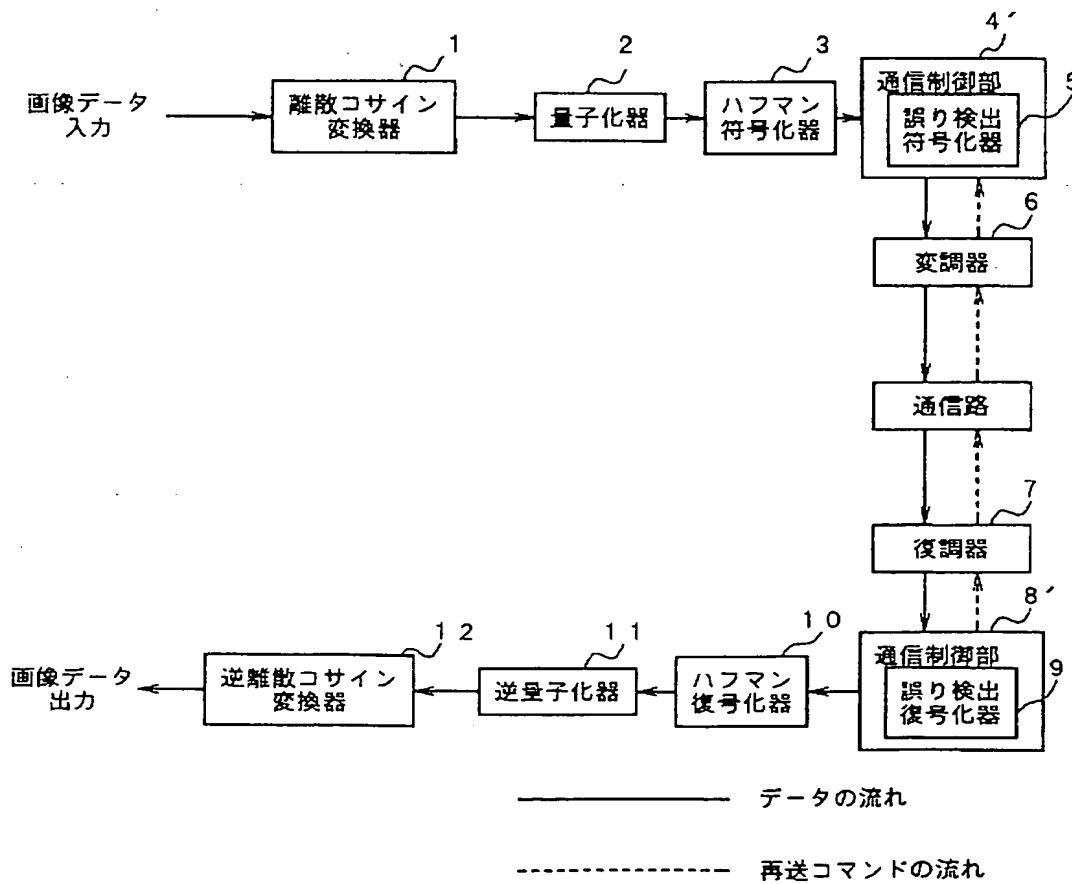 1
2
3
4′
5
画像データ
入力
離散コサイン
変換器
量子化器
ハフマン
符号化器
通信制御部
誤り検出
符号化器
6
変調器
通信路
7
復調器
8′
通信制御部
9
誤り検出
復号化器
10
ハフマン
復号化器
11
逆量子化器
12
逆離散コサイン
変換器
画像データ
出力
データの流れ
再送コマンドの流れ